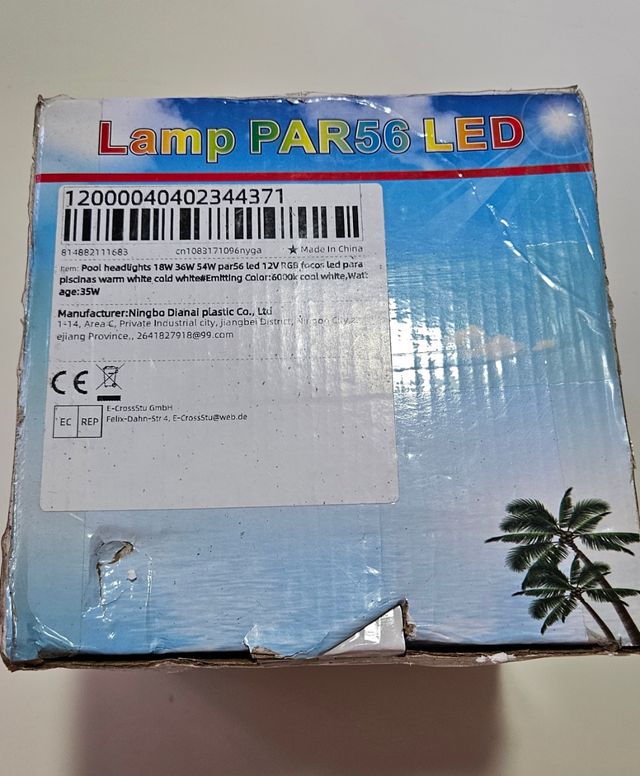 Lamp PAR56 LED
12000040402344371
814882111683 cn1083171096nyga ★ Made In China
Item: Pool headlights 18W 36W 54W par56 led 12V RGB focos led para
piscinas warm white cold white#Emitting Color:6000k cool white,Watt
age:35W
Manufacturer:Ningbo Dianai plastic Co., Ltd
1-14, Area C, Private Industrial city, jiangbei District, City
ejiang Province,, 2641827918@99.com
CE
E-CrossStu GmbH
EC REP Felix-Dahn-Str 4, E-CrossStu@web.de